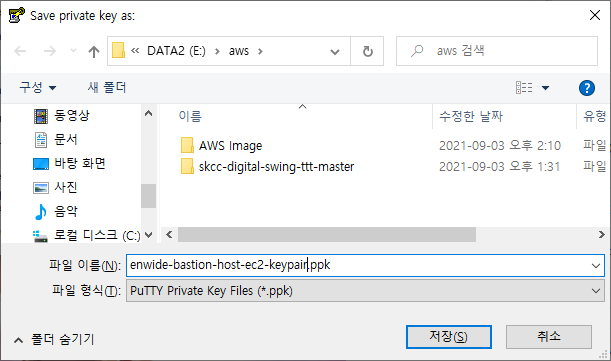 Save private key as:
« DATA2 (E:) › aws ›
aws 검색
구성 새 폴더
동영상
문서
바탕 화면
사진
음악
로컬 디스크 (C:)
이름 수정한 날짜 유형
AWS Image 2021-09-03 오후 2:10 파일
skcc-digital-swing-ttt-master 2021-09-03 오후 1:31 파일
파일 이름(N): enwide-bastion-host-ec2-keypair.ppk
파일 형식(T): PuTTY Private Key Files (*.ppk)
폴더 숨기기 저장(S) 취소